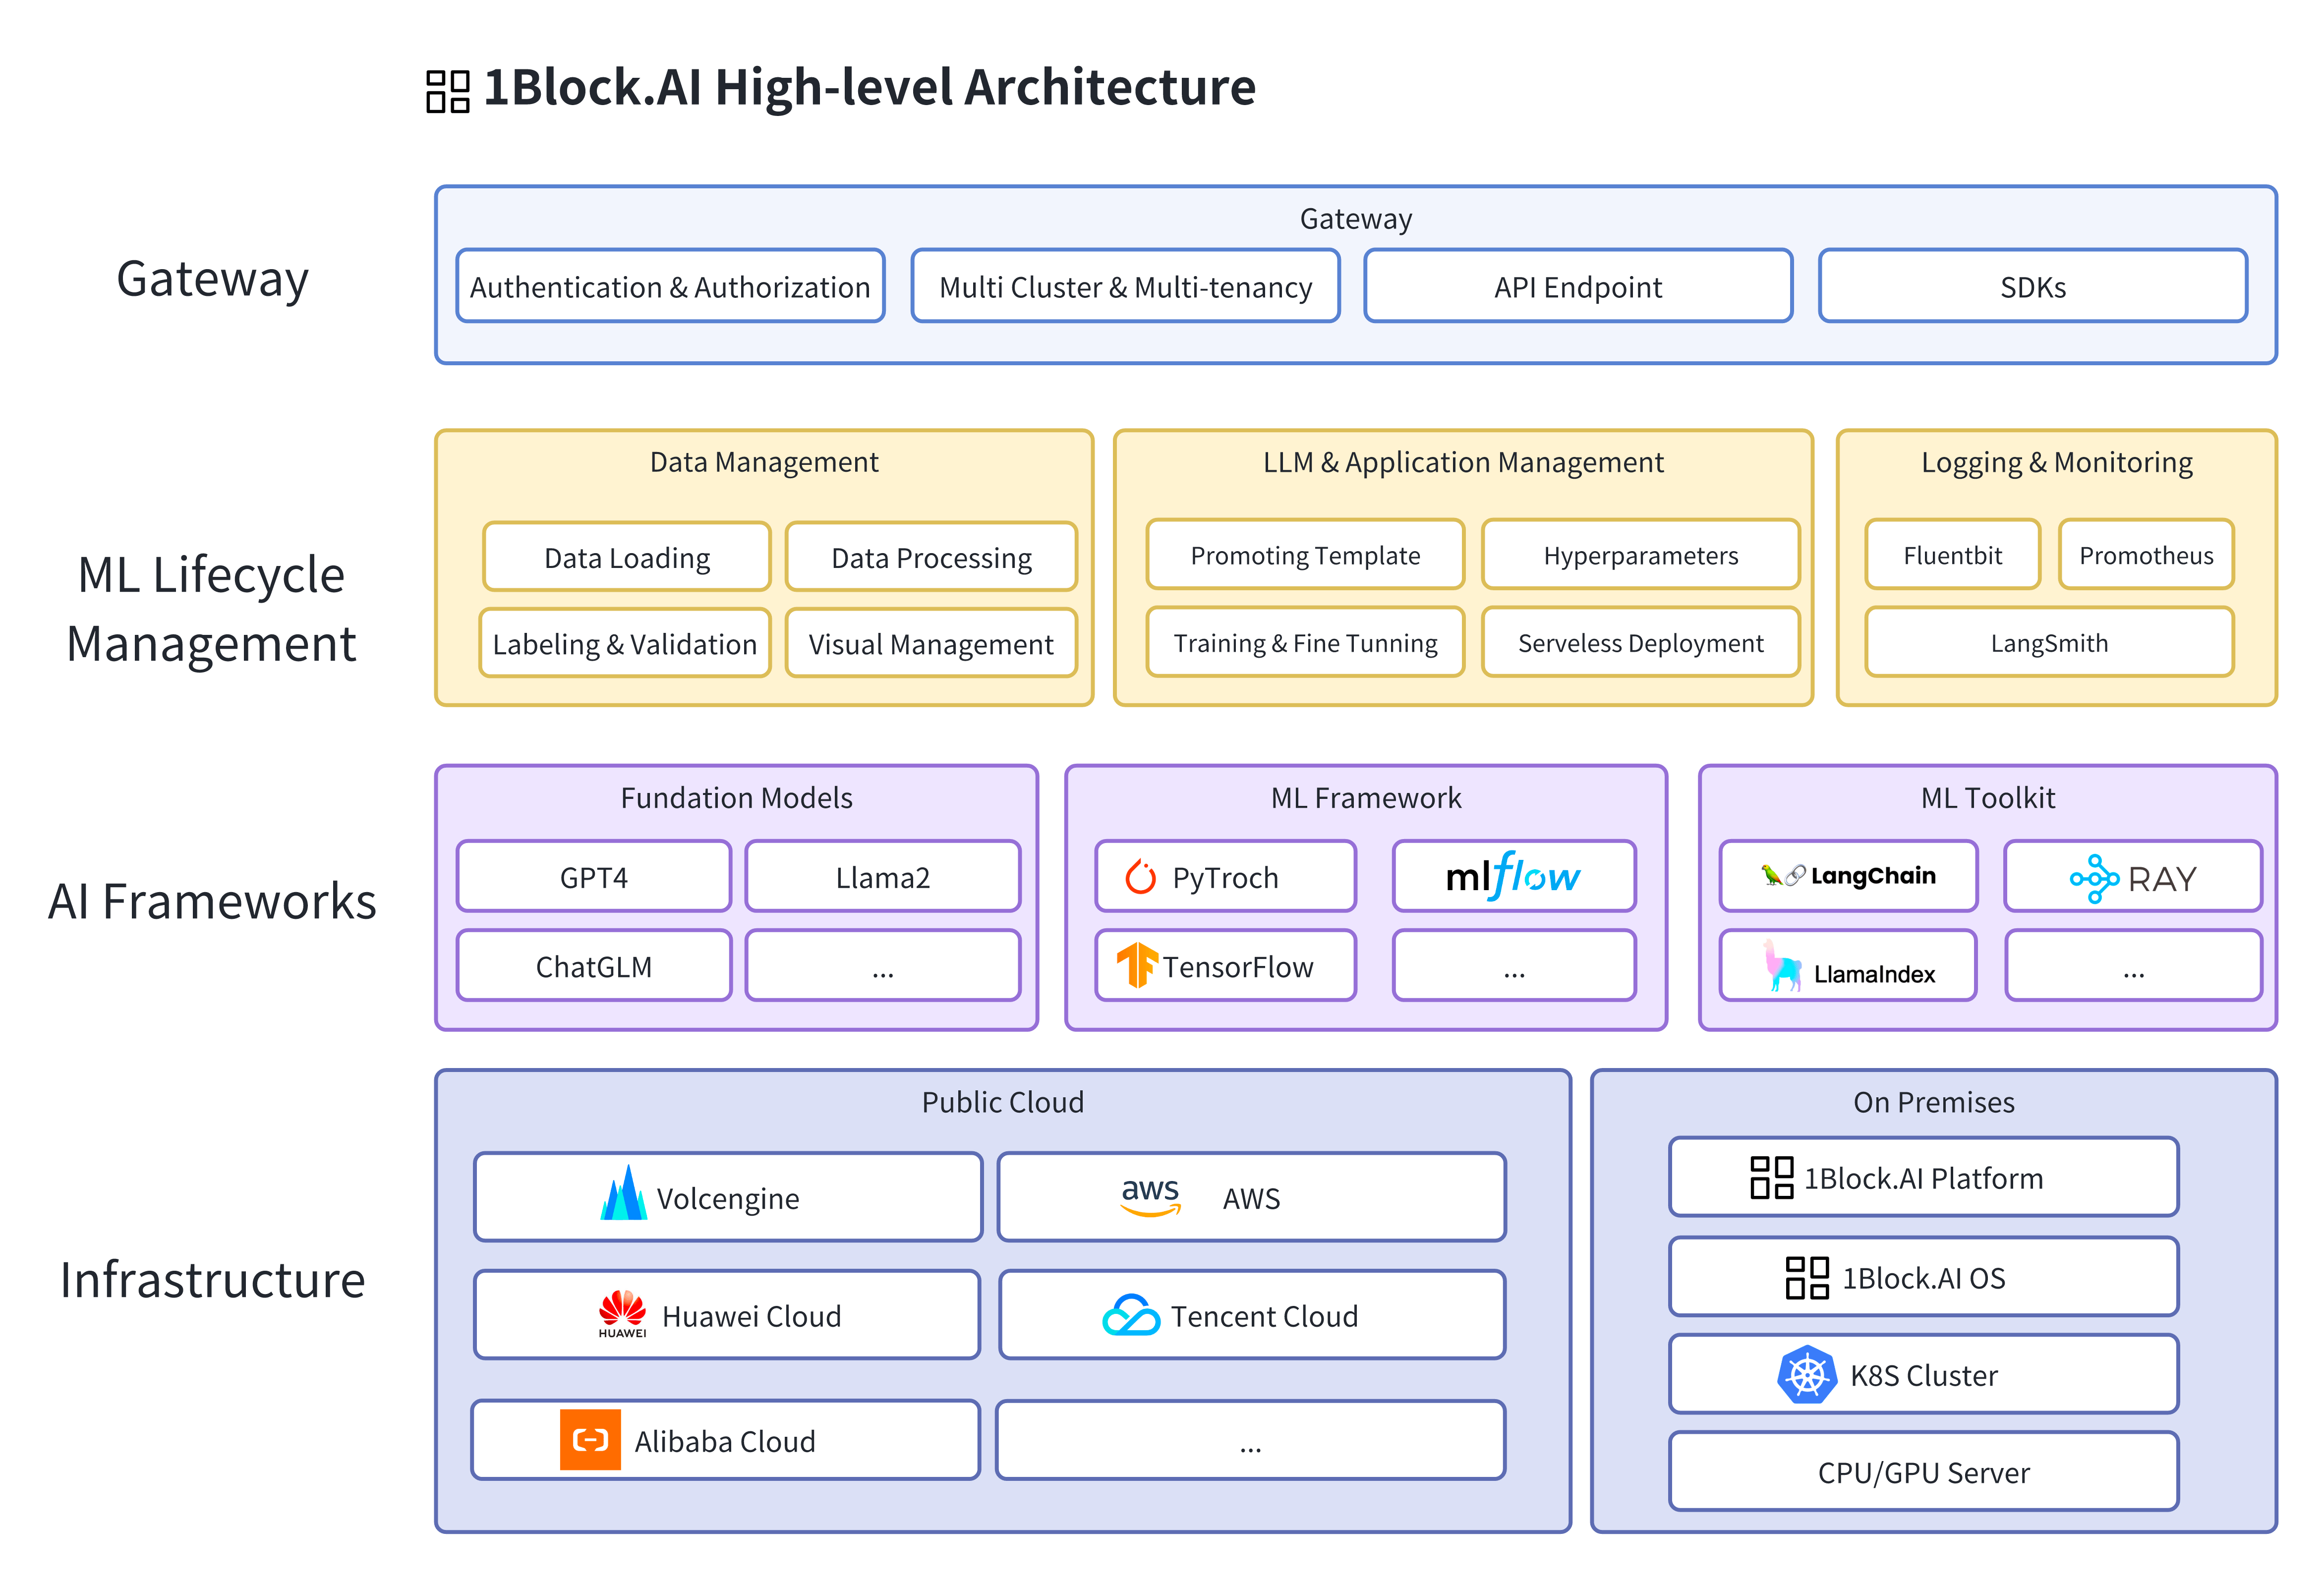 1Block.AI High-level Architecture
Gateway
Gateway
Authentication & Authorization
Multi Cluster & Multi-tenancy
API Endpoint
SDKs
ML Lifecycle
Management
Data Management
Data Loading
Data Processing
Labeling & Validation
Visual Management
LLM & Application Management
Promoting Template
Hyperparameters
Training & Fine Tunning
Serveless Deployment
Logging & Monitoring
Fluentbit
Promotheus
LangSmith
AI Frameworks
Fundation Models
GPT4
Llama2
ChatGLM
...
ML Framework
PyTroch
mlflow
TensorFlow
...
ML Toolkit
LangChain
RAY
LlamaIndex
...
Infrastructure
Public Cloud
Volcengine
aws
AWS
HUAWEI
Huawei Cloud
Tencent Cloud
Alibaba Cloud
...
On Premises
1Block.AI Platform
1Block.AI OS
K8S Cluster
CPU/GPU Server